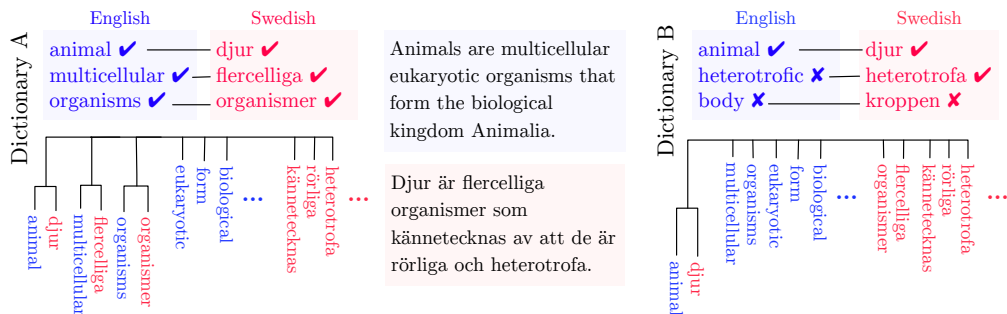 Dictionary A
English Swedish
animal ✔ djur ✔
multicellular ✔ flercelliga ✔
organisms ✔ organismer ✔
animal
djur
multicellular
flercelliga
organisms
organismer
eukaryotic
form
biological
...
kännetecknas
rörliga
heterotrofa
...
Animals are multicellular
eukaryotic organisms that
form the biological
kingdom Animalia.
Djur är flercelliga
organismer som
kännetecknas av att de är
rörliga och heterotrofa.
Dictionary B
English Swedish
animal ✔ djur ✔
heterotrofic ✘ heterotrofa ✔
body ✘ kroppen ✘
animal
djur
multicellular
organisms
eukaryotic
form
biological
...
organismer
flercelliga
kännetecknas
rörliga
heterotrofa
...